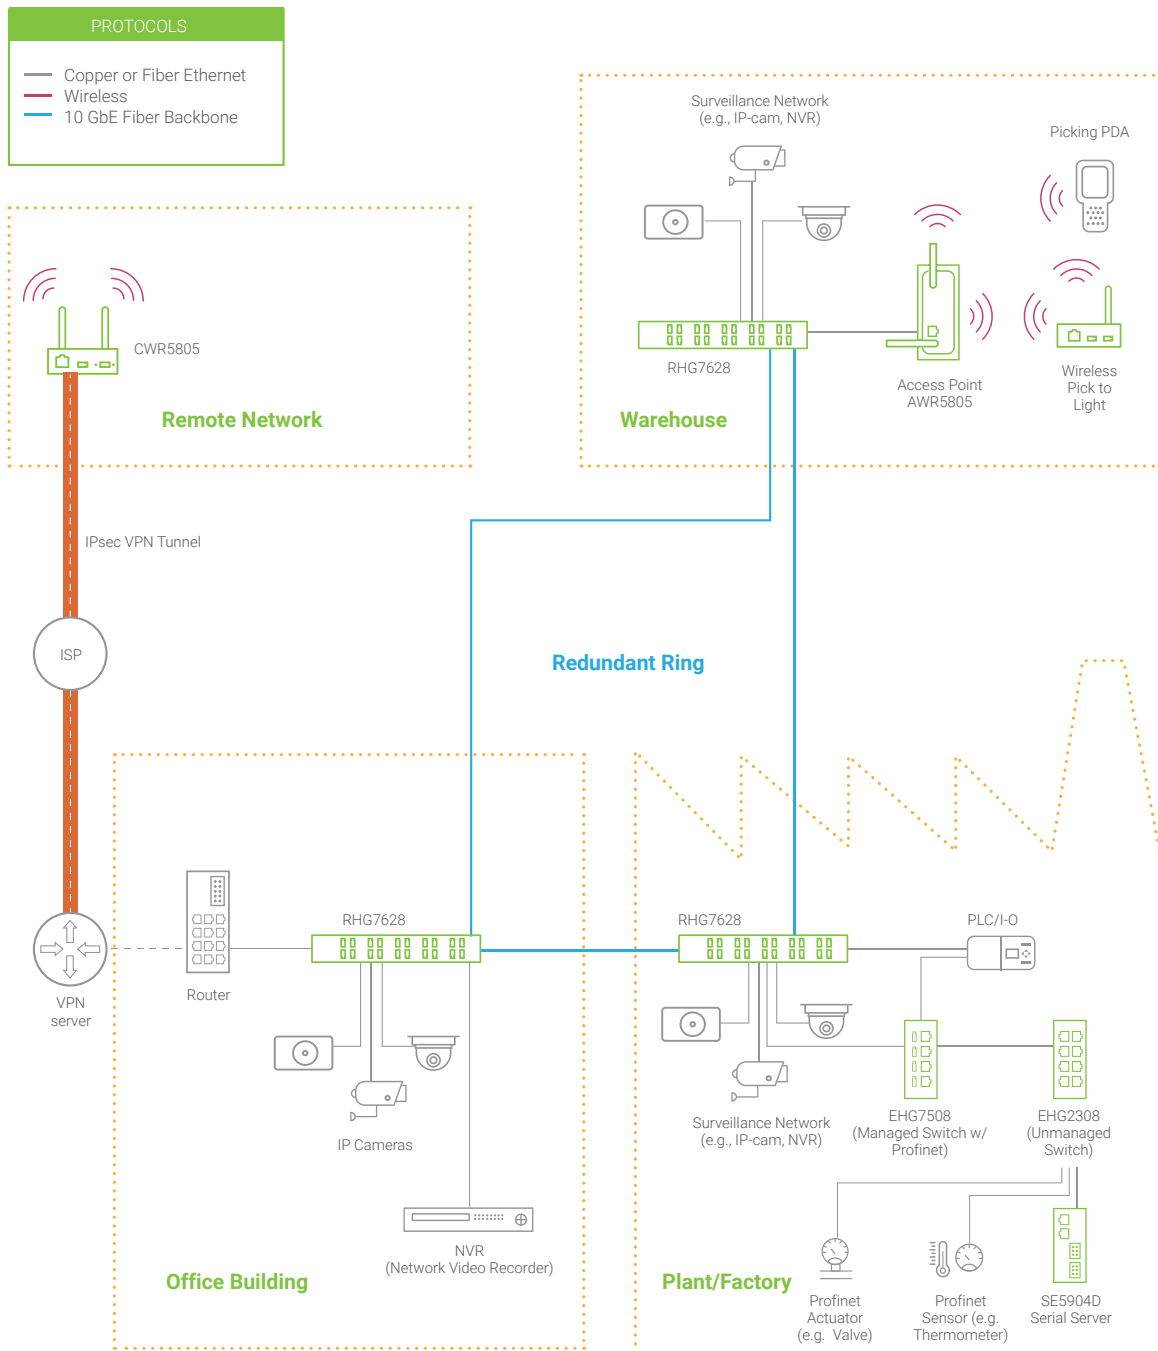 PROTOCOLS
Copper or Fiber Ethernet
Wireless
10 GbE Fiber Backbone
Surveillance Network
(e.g., IP-cam, NVR)
Picking PDA
CWR5805
RHG7628
Access Point
AWR5805
Wireless
Pick to
Light
Remote Network
Warehouse
IPsec VPN Tunnel
ISP
Redundant Ring
RHG7628
RHG7628
PLC/I-O
Router
VPN
server
IP Cameras
Surveillance Network
(e.g., IP-cam, NVR)
EHG7508
(Managed Switch w/
Profinet)
EHG2308
(Unmanaged
Switch)
NVR
(Network Video Recorder)
Office Building
Plant/Factory
Profinet
Actuator
(e.g. Valve)
Profinet
Sensor (e.g.
Thermometer)
SE5904D
Serial Server